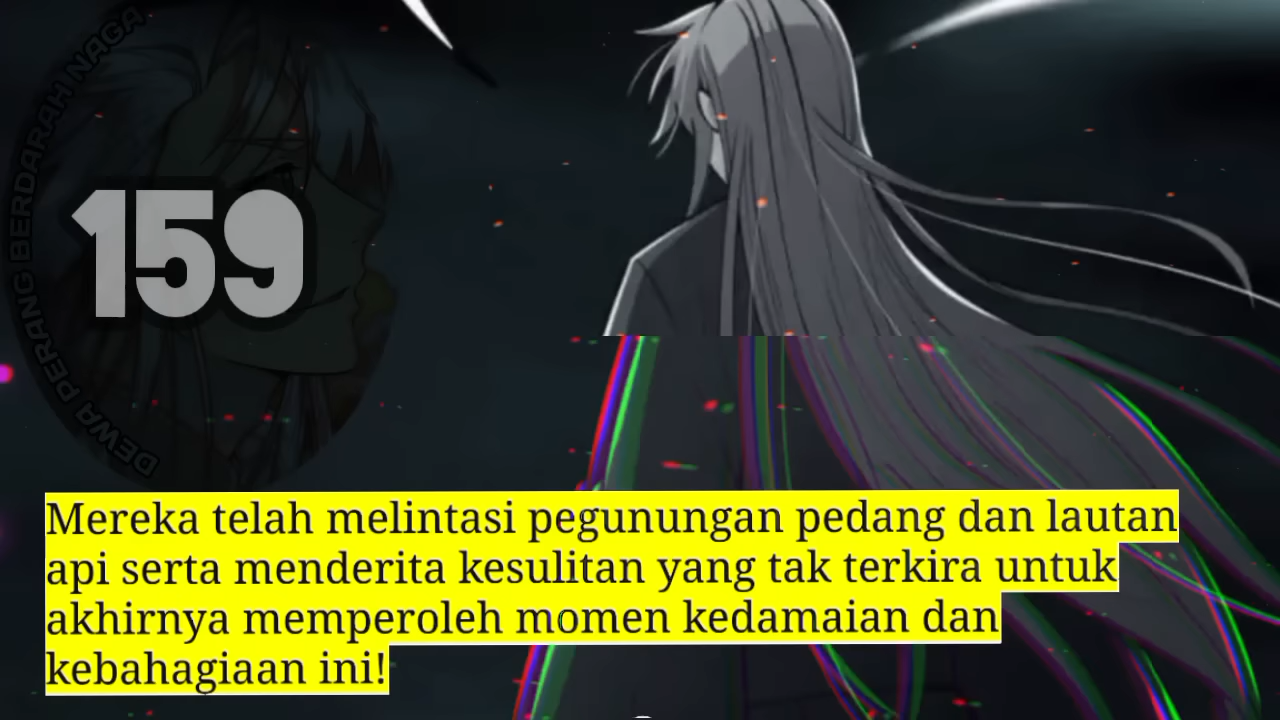 DEWA PERANG BERDARAH NAGA
159
Mereka telah melintasi pegunungan pedang dan lautan
api serta menderita kesulitan yang tak terkira untuk
akhirnya memperoleh momen kedamaian dan
kebahagiaan ini!